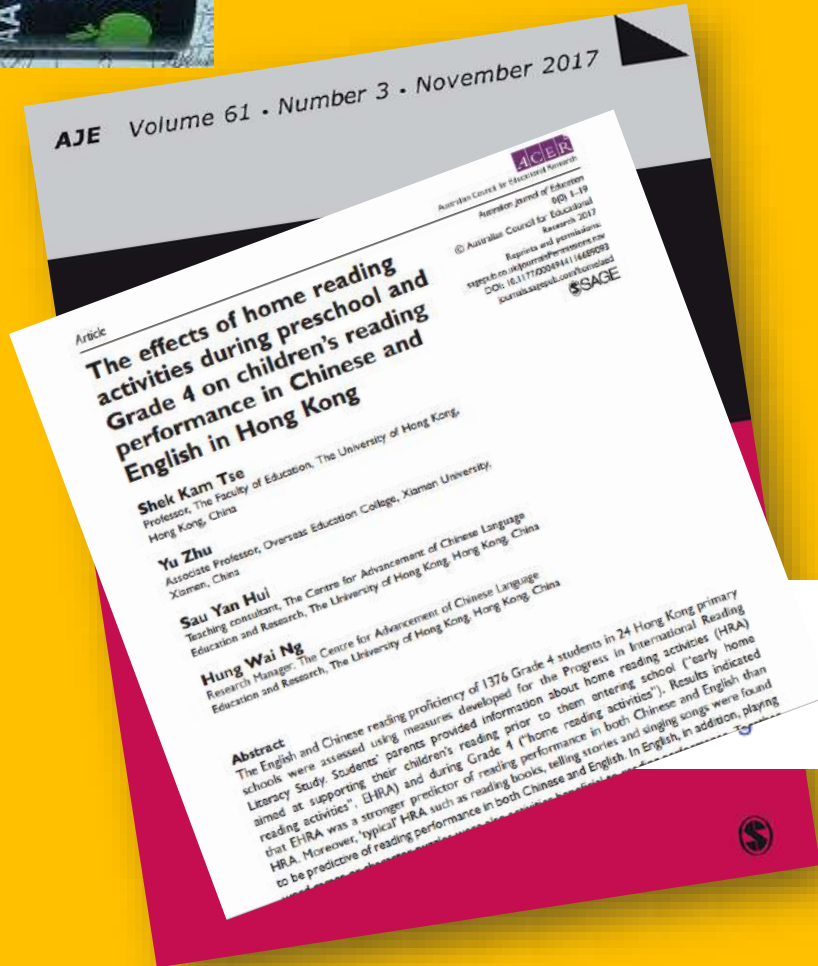 AA
AJE Volume 61 . Number 3 . November 2017
ACER
Australian Council for Educational Research
Article
Australian Journal of Education
0(0) 1–19
© Australian Council for Educational
Research 2017
Reprints and permissions:
sagepub.co.uk/journalsPermissions.nav
DOI: 10.1177/0004944116689093
journals.sagepub.com/home/aed
SAGE
The effects of home reading
activities during preschool and
Grade 4 on children's reading
performance in Chinese and
English in Hong Kong
Shek Kam Tse
Professor, The Faculty of Education, The University of Hong Kong,
Hong Kong, China
Yu Zhu
Associate Professor, Overseas Education College, Xiamen University,
Xiamen, China
Sau Yan Hui
Teaching consultant, The Centre for Advancement of Chinese Language
Education and Research, The University of Hong Kong, Hong Kong, China
Hung Wai Ng
Research Manager, The Centre for Advancement of Chinese Language
Education and Research, The University of Hong Kong, Hong Kong, China
Abstract
The English and Chinese reading proficiency of 1376 Grade 4 students in 24 Hong Kong primary
schools were assessed using measures developed for the Progress in International Reading
Literacy Study. Students' parents provided information about home reading activities (HRA)
aimed at supporting their children's reading prior to them entering school ("early home
reading activities", EHRA) and during Grade 4 ("home reading activities"). Results indicated
that EHRA was a stronger predictor of reading performance in both Chinese and English than
HRA. Moreover, 'typical' HRA such as reading books, telling stories and singing songs were found
to be predictive of reading performance in both Chinese and English. In English, in addition, playing